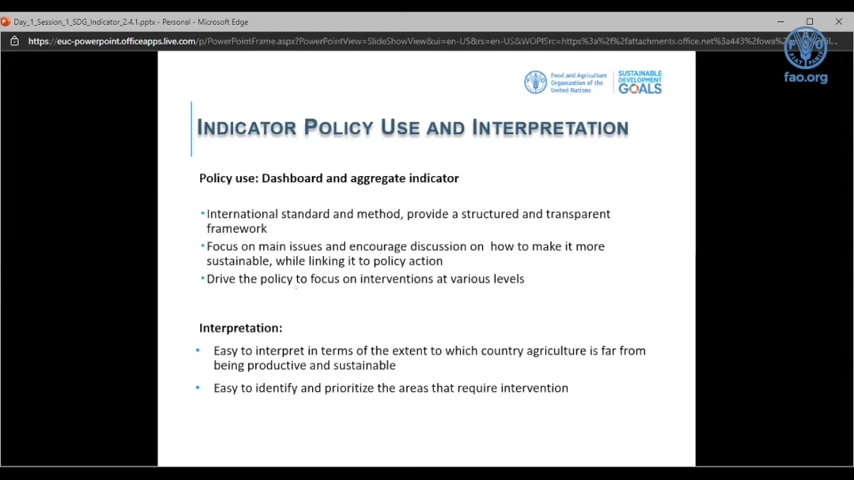 Day_1_Session_1_SDG_Indicator_2.4.1.pptx - Personal - Microsoft Edge
https://euc-powerpoint.officeapps.live.com/p/PowerPointFrame.aspx?PowerPointView=SlideShowView&ui=en-US&rs=en-US&WOPISrc=https%3a%2f%2fattachments.office.net%3a443%2fowa%2f
fao.org
Food and Agriculture
Organization of the
United Nations
SUSTAINABLE
DEVELOPMENT
GOALS
INDICATOR POLICY USE AND INTERPRETATION
Policy use: Dashboard and aggregate indicator
• International standard and method, provide a structured and transparent
framework
• Focus on main issues and encourage discussion on how to make it more
sustainable, while linking it to policy action
• Drive the policy to focus on interventions at various levels
Interpretation:
• Easy to interpret in terms of the extent to which country agriculture is far from
being productive and sustainable
• Easy to identify and prioritize the areas that require intervention